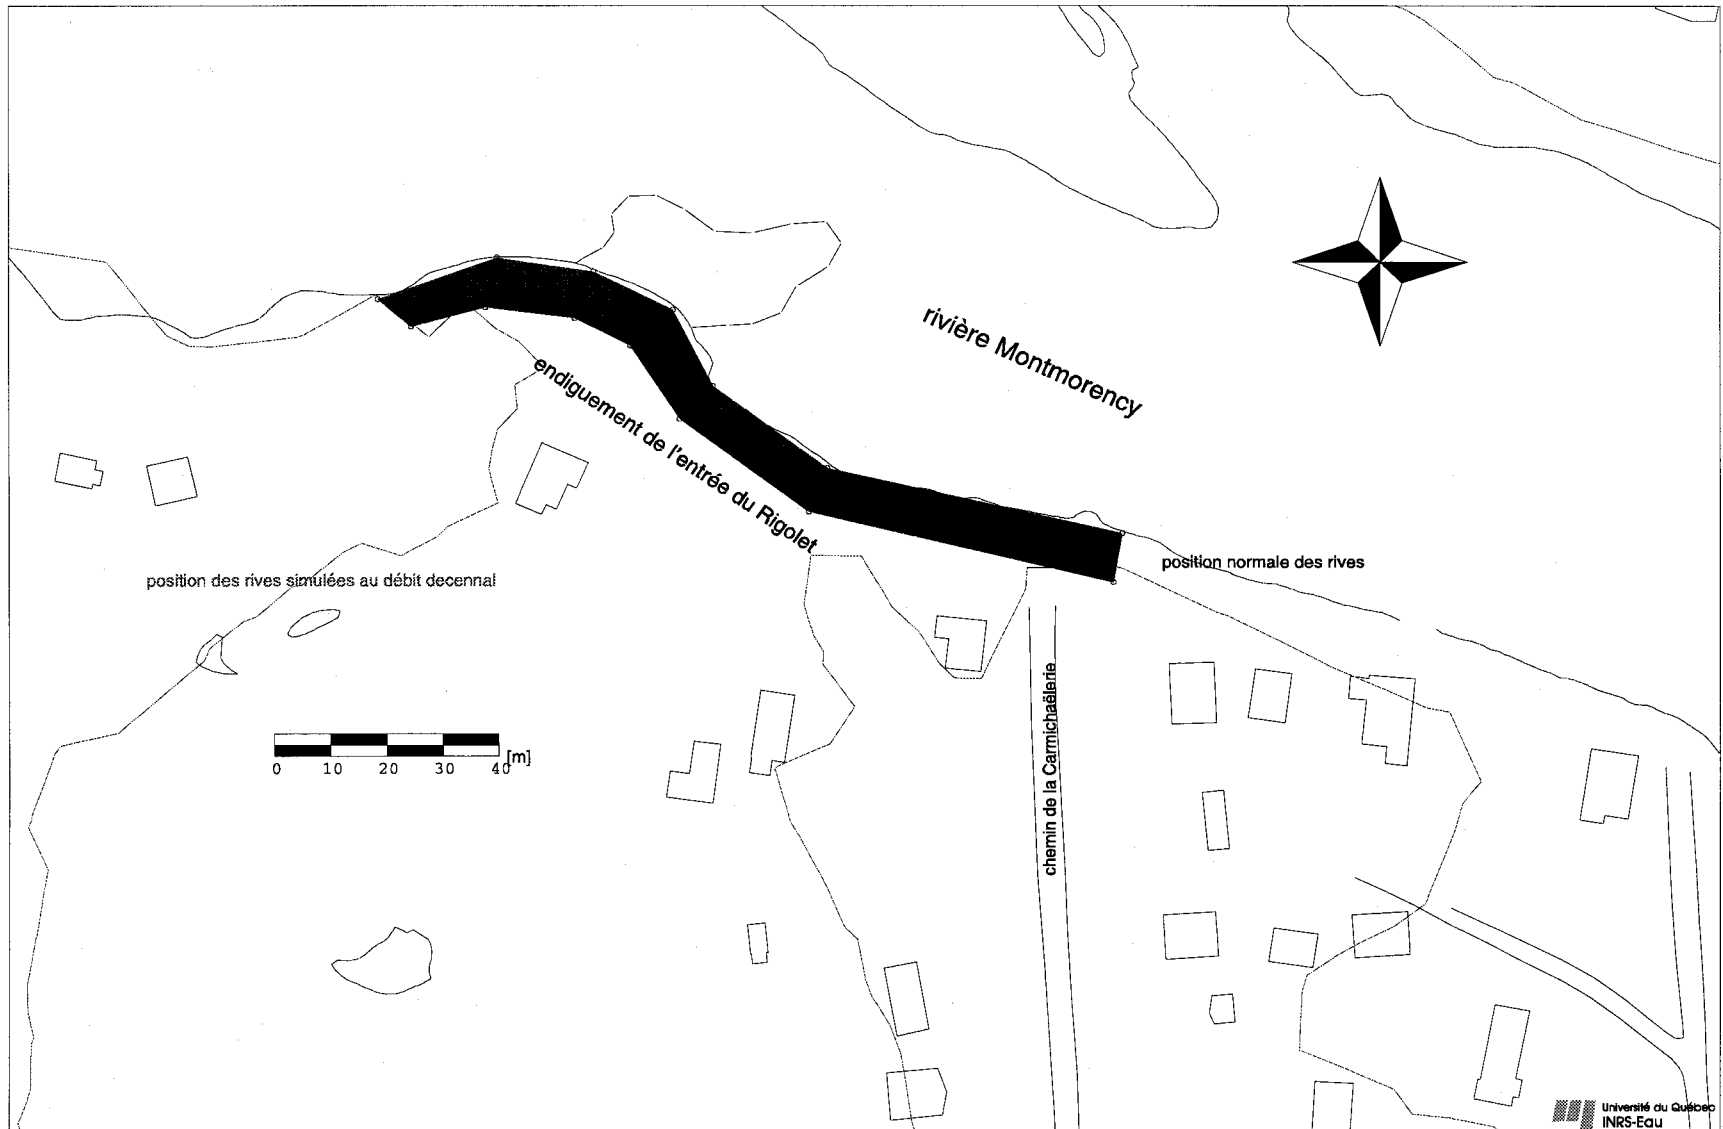 rivière Montmorency
endiguement de l'entrée du Rigolet
position normale des rives
position des rives simulées au débit decennal
chemin de la Carmichaëlerie
[m]
0 10 20 30 40
Université du Québec
INRS-Eau